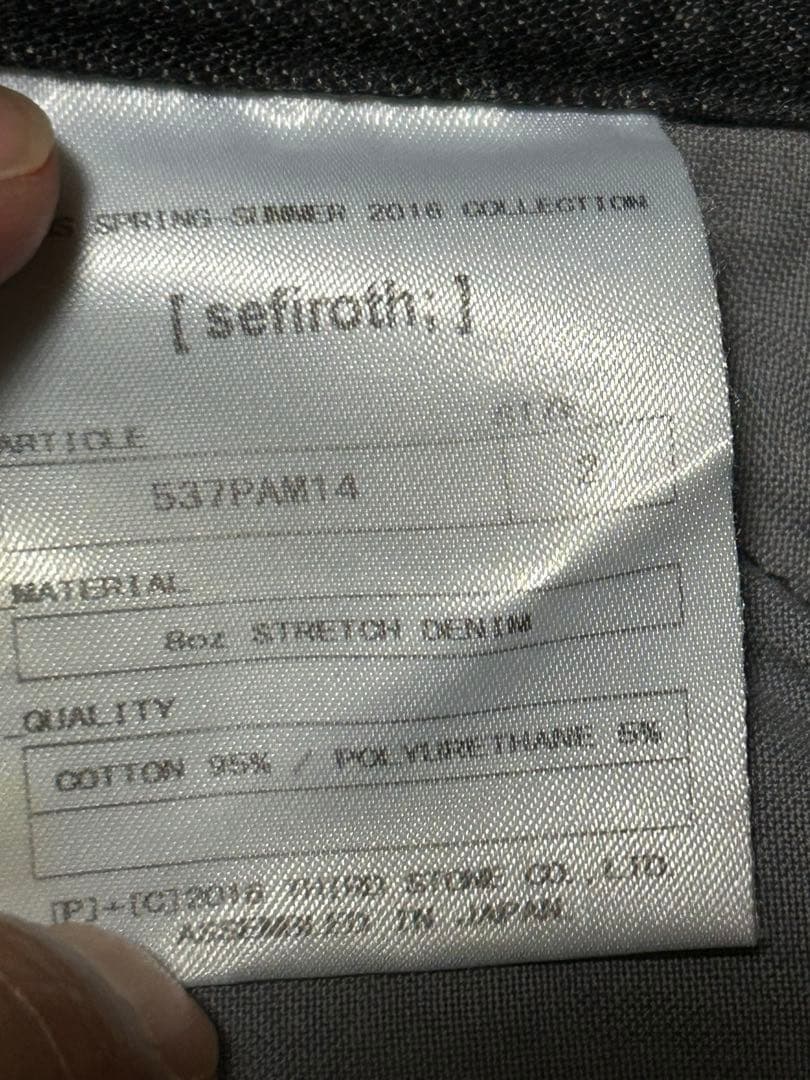 S SPRING-SUMMER 2016 COLLECTION
[ sefiroth; ]
ARTICLE SIZE
537PAM14 2
MATERIAL
8oz STRETCH DENIM
QUALITY
COTTON 95% / POLYURETHANE 5%
[P]+[C]2016 THIRD STONE CO.,LTD.
ASSEMBLED IN JAPAN